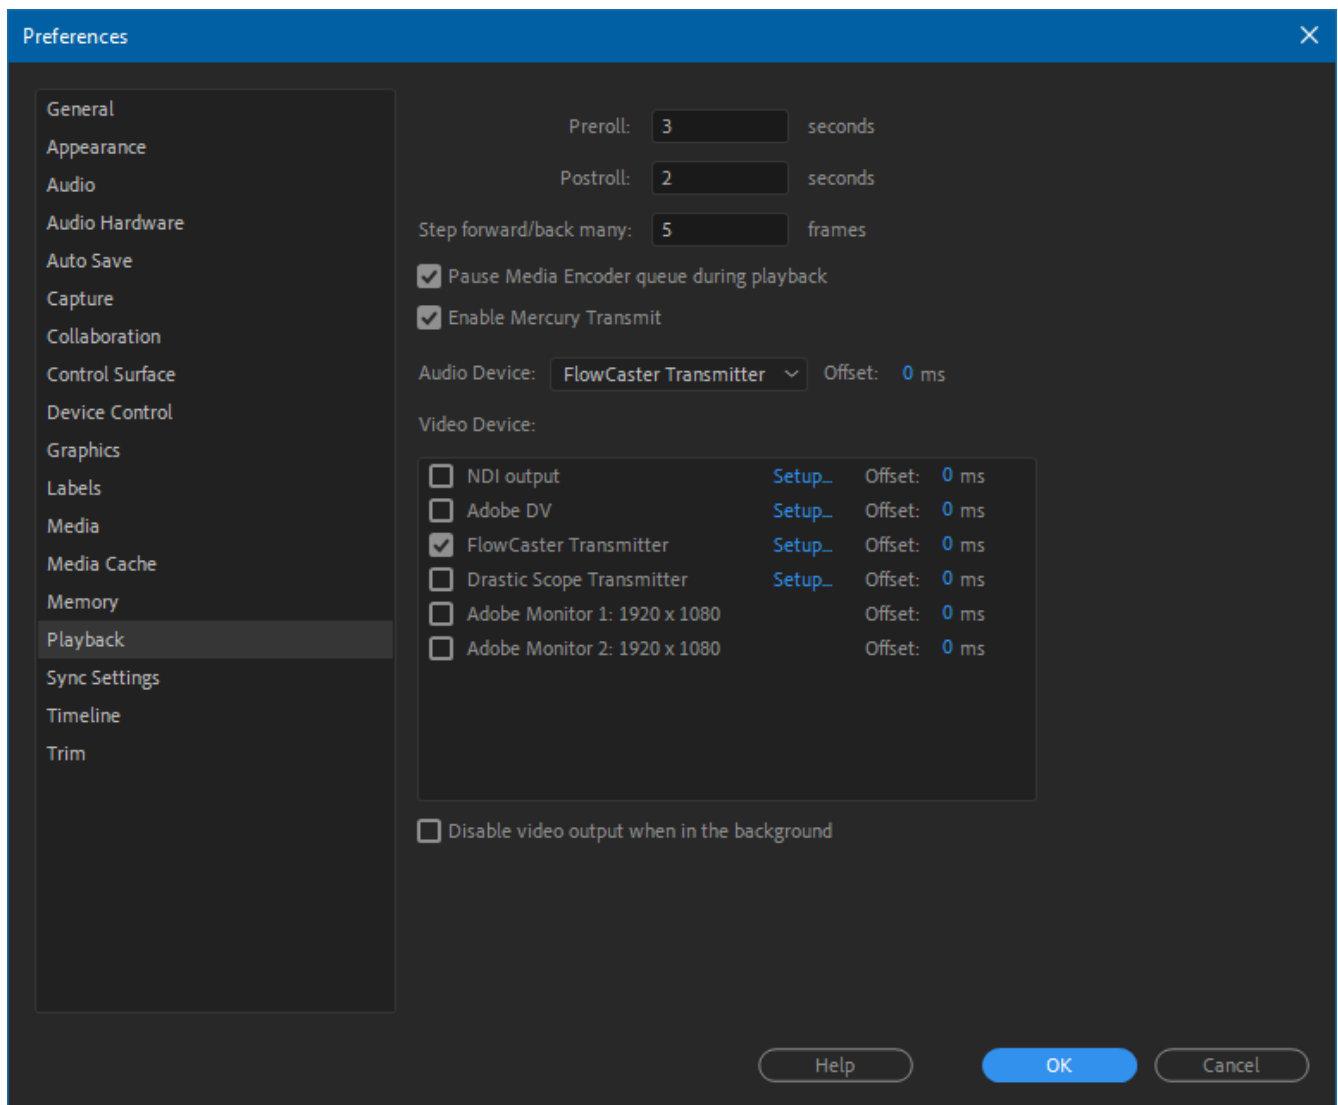 Preferences
General
Appearance
Audio
Audio Hardware
Auto Save
Capture
Collaboration
Control Surface
Device Control
Graphics
Labels
Media
Media Cache
Memory
Playback
Sync Settings
Timeline
Trim
Preroll: 3 seconds
Postroll: 2 seconds
Step forward/back many: 5 frames
Pause Media Encoder queue during playback
Enable Mercury Transmit
Audio Device: FlowCaster Transmitter Offset: 0 ms
Video Device:
NDI output Setup... Offset: 0 ms
Adobe DV Setup... Offset: 0 ms
FlowCaster Transmitter Setup... Offset: 0 ms
Drastic Scope Transmitter Setup... Offset: 0 ms
Adobe Monitor 1: 1920 x 1080 Offset: 0 ms
Adobe Monitor 2: 1920 x 1080 Offset: 0 ms
Disable video output when in the background
Help OK Cancel